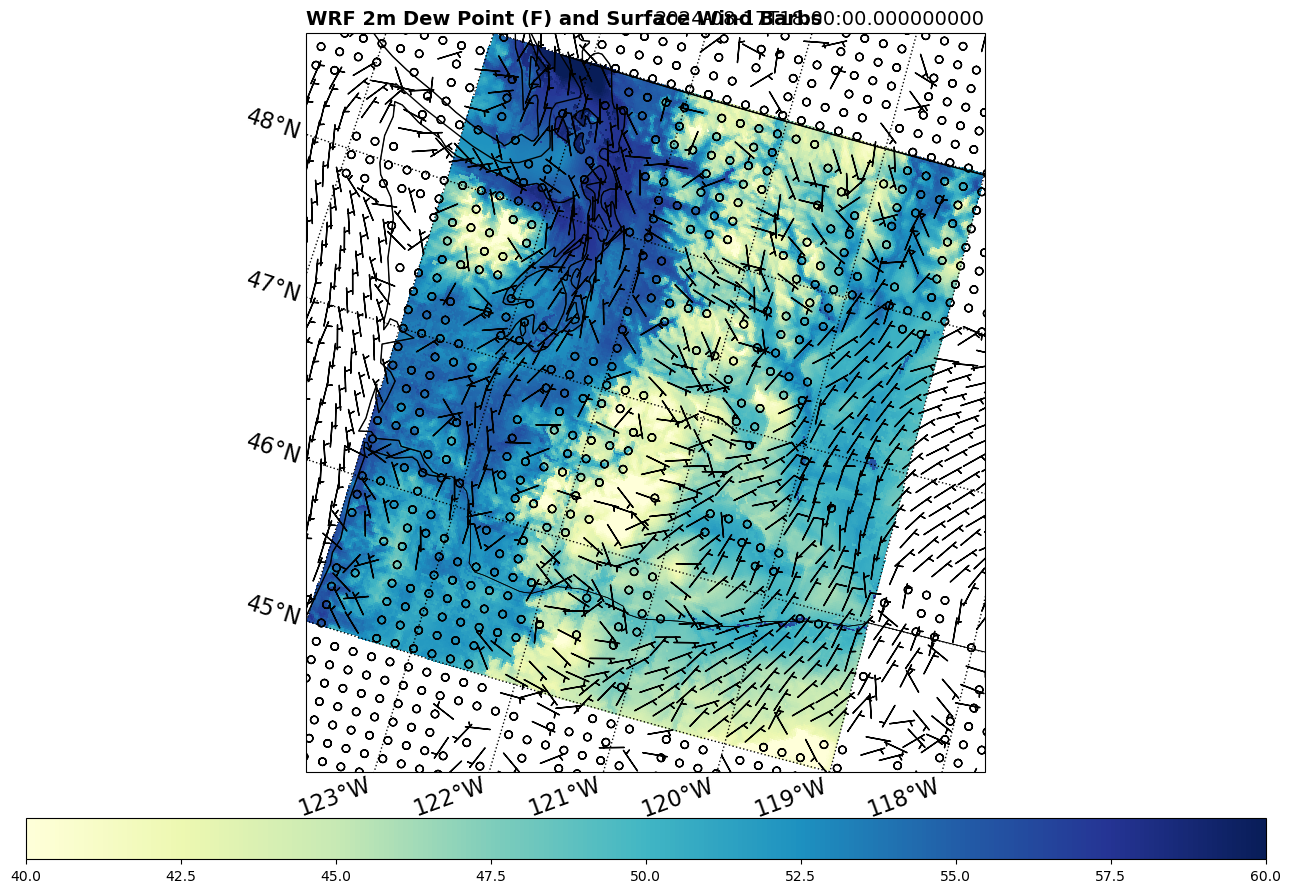 WRF 2m Dew Point (F) and Surface Wind Barbs
2024-08-17T18:00:00.000000000
48°N
47°N
46°N
45°N
123°W 122°W 121°W 120°W 119°W 118°W
40.0 42.5 45.0 47.5 50.0 52.5 55.0 57.5 60.0